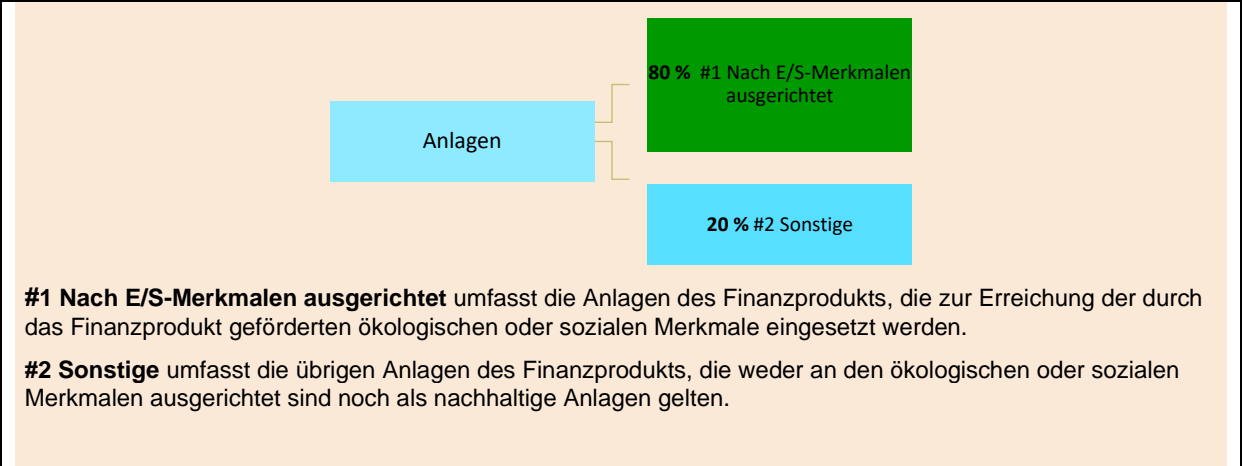 80 % #1 Nach E/S-Merkmalen
ausgerichtet
Anlagen
20 % #2 Sonstige
#1 Nach E/S-Merkmalen ausgerichtet umfasst die Anlagen des Finanzprodukts, die zur Erreichung der durch
das Finanzprodukt geförderten ökologischen oder sozialen Merkmale eingesetzt werden.
#2 Sonstige umfasst die übrigen Anlagen des Finanzprodukts, die weder an den ökologischen oder sozialen
Merkmalen ausgerichtet sind noch als nachhaltige Anlagen gelten.